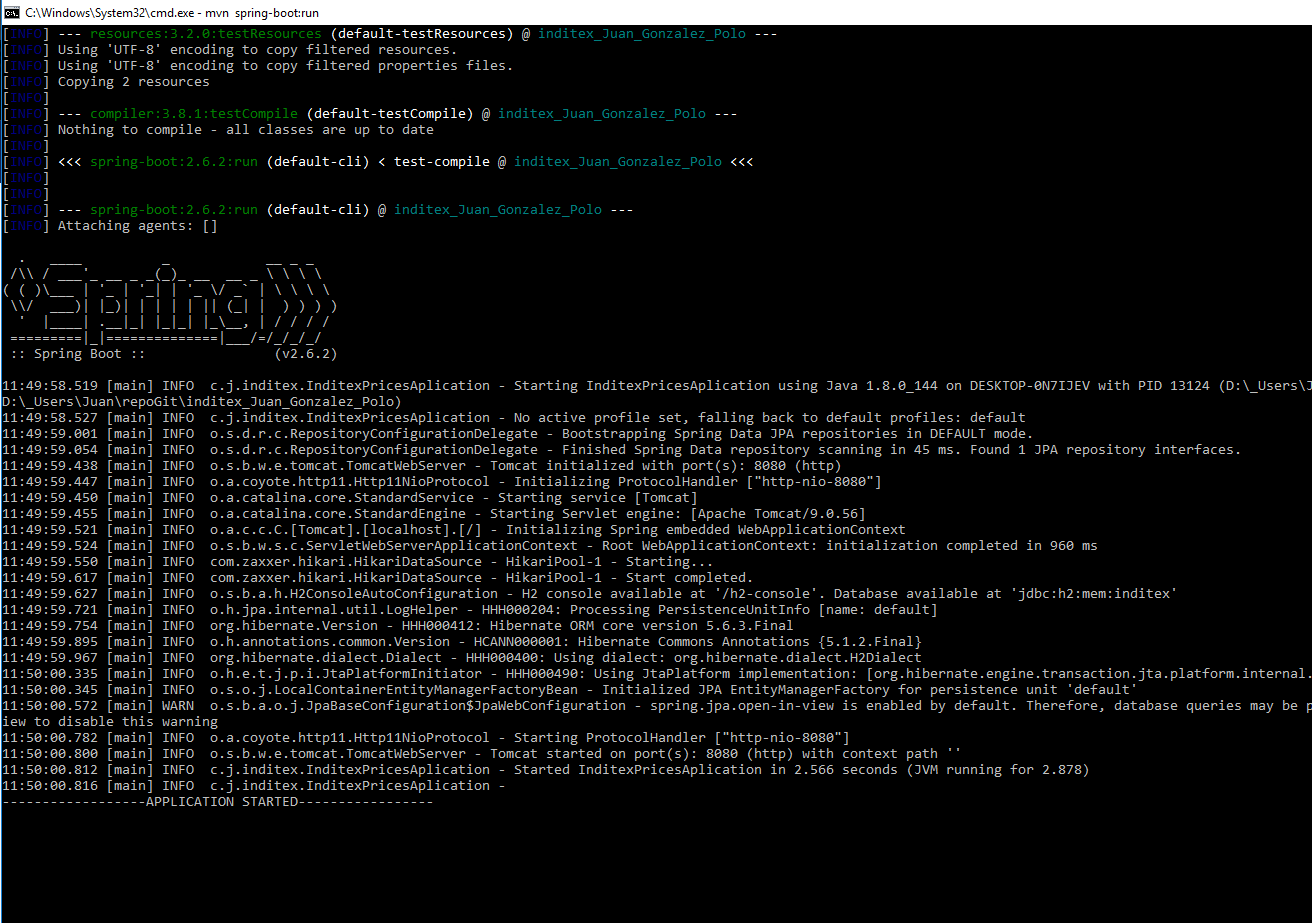 C:\Windows\System32\cmd.exe - mvn  spring-boot:run
[INFO] --- resources:3.2.0:testResources (default-testResources) @ inditex_Juan_Gonzalez_Polo ---
[INFO] Using 'UTF-8' encoding to copy filtered resources.
[INFO] Using 'UTF-8' encoding to copy filtered properties files.
[INFO] Copying 2 resources
[INFO]
[INFO] --- compiler:3.8.1:testCompile (default-testCompile) @ inditex_Juan_Gonzalez_Polo ---
[INFO] Nothing to compile - all classes are up to date
[INFO]
[INFO] <<< spring-boot:2.6.2:run (default-cli) < test-compile @ inditex_Juan_Gonzalez_Polo <<<
[INFO]
[INFO]
[INFO] --- spring-boot:2.6.2:run (default-cli) @ inditex_Juan_Gonzalez_Polo ---
[INFO] Attaching agents: []
  .   ____          _            __ _ _
 /\\ / ___'_ __ _ _(_)_ __  __ _ \ \ \ \
( ( )\___ | '_ | '_| | '_ \/ _` | \ \ \ \
 \\/  ___)| |_)| | | | | || (_| |  ) ) ) )
  '  |____| .__|_| |_|_| |_\__, | / / / /
 =========|_|==============|___/=/_/_/_/
 :: Spring Boot ::                (v2.6.2)
11:49:58.519 [main] INFO  c.j.inditex.InditexPricesAplication - Starting InditexPricesAplication using Java 1.8.0_144 on DESKTOP-0N7IJEV with PID 13124 (D:\_Users\J
D:\_Users\Juan\repoGit\inditex_Juan_Gonzalez_Polo)
11:49:58.527 [main] INFO  c.j.inditex.InditexPricesAplication - No active profile set, falling back to default profiles: default
11:49:59.001 [main] INFO  o.s.d.r.c.RepositoryConfigurationDelegate - Bootstrapping Spring Data JPA repositories in DEFAULT mode.
11:49:59.054 [main] INFO  o.s.d.r.c.RepositoryConfigurationDelegate - Finished Spring Data repository scanning in 45 ms. Found 1 JPA repository interfaces.
11:49:59.438 [main] INFO  o.s.b.w.e.tomcat.TomcatWebServer - Tomcat initialized with port(s): 8080 (http)
11:49:59.447 [main] INFO  o.a.coyote.http11.Http11NioProtocol - Initializing ProtocolHandler ["http-nio-8080"]
11:49:59.450 [main] INFO  o.a.catalina.core.StandardService - Starting service [Tomcat]
11:49:59.455 [main] INFO  o.a.catalina.core.StandardEngine - Starting Servlet engine: [Apache Tomcat/9.0.56]
11:49:59.521 [main] INFO  o.a.c.c.C.[Tomcat].[localhost].[/] - Initializing Spring embedded WebApplicationContext
11:49:59.524 [main] INFO  o.s.b.w.s.c.ServletWebServerApplicationContext - Root WebApplicationContext: initialization completed in 960 ms
11:49:59.550 [main] INFO  com.zaxxer.hikari.HikariDataSource - HikariPool-1 - Starting...
11:49:59.617 [main] INFO  com.zaxxer.hikari.HikariDataSource - HikariPool-1 - Start completed.
11:49:59.627 [main] INFO  o.s.b.a.h.H2ConsoleAutoConfiguration - H2 console available at '/h2-console'. Database available at 'jdbc:h2:mem:inditex'
11:49:59.721 [main] INFO  o.h.jpa.internal.util.LogHelper - HHH000204: Processing PersistenceUnitInfo [name: default]
11:49:59.754 [main] INFO  org.hibernate.Version - HHH000412: Hibernate ORM core version 5.6.3.Final
11:49:59.895 [main] INFO  o.h.annotations.common.Version - HCANN000001: Hibernate Commons Annotations {5.1.2.Final}
11:49:59.967 [main] INFO  org.hibernate.dialect.Dialect - HHH000400: Using dialect: org.hibernate.dialect.H2Dialect
11:50:00.335 [main] INFO  o.h.e.t.j.p.i.JtaPlatformInitiator - HHH000490: Using JtaPlatform implementation: [org.hibernate.engine.transaction.jta.platform.internal.
11:50:00.345 [main] INFO  o.s.o.j.LocalContainerEntityManagerFactoryBean - Initialized JPA EntityManagerFactory for persistence unit 'default'
11:50:00.572 [main] WARN  o.s.b.a.o.j.JpaBaseConfiguration$JpaWebConfiguration - spring.jpa.open-in-view is enabled by default. Therefore, database queries may be p
iew to disable this warning
11:50:00.782 [main] INFO  o.a.coyote.http11.Http11NioProtocol - Starting ProtocolHandler ["http-nio-8080"]
11:50:00.800 [main] INFO  o.s.b.w.e.tomcat.TomcatWebServer - Tomcat started on port(s): 8080 (http) with context path ''
11:50:00.812 [main] INFO  c.j.inditex.InditexPricesAplication - Started InditexPricesAplication in 2.566 seconds (JVM running for 2.878)
11:50:00.816 [main] INFO  c.j.inditex.InditexPricesAplication -
------------------APPLICATION STARTED-----------------